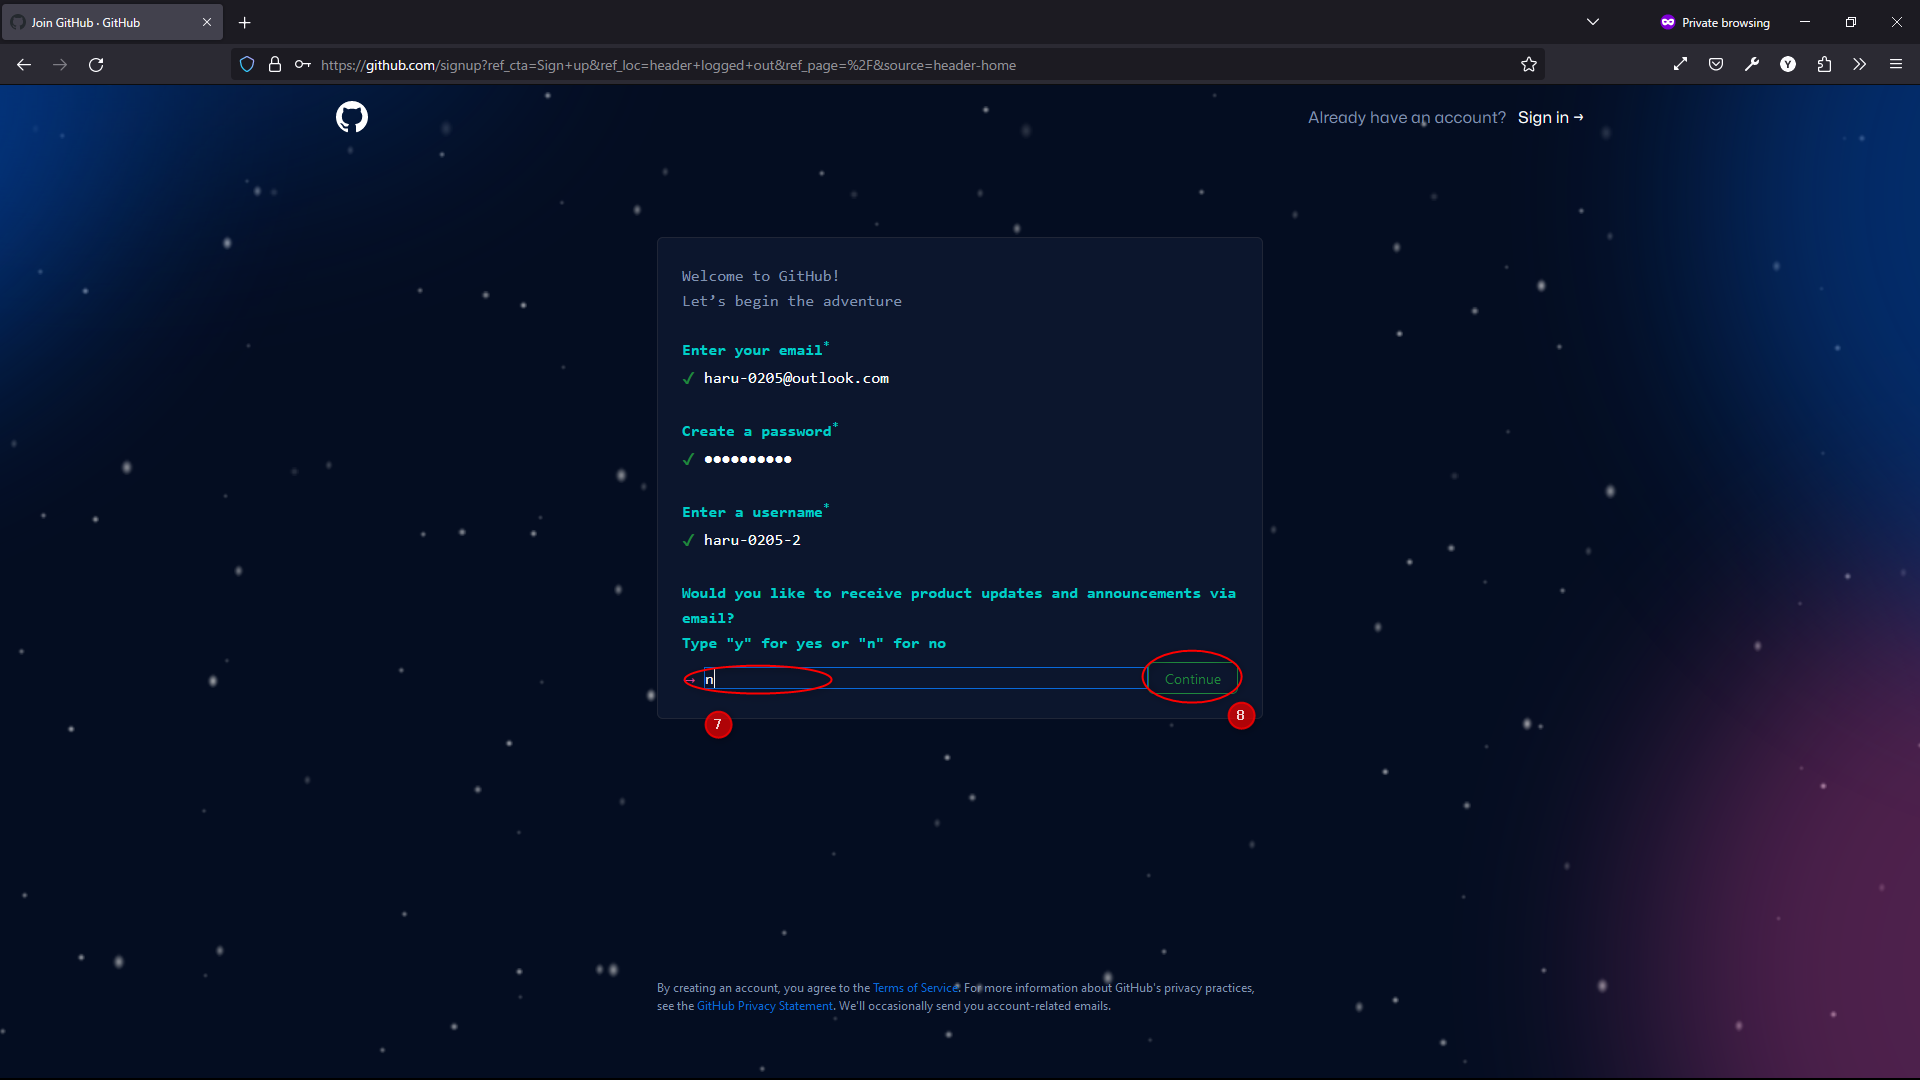 Join GitHub · GitHub
Private browsing
https://github.com/signup?ref_cta=Sign+up&ref_loc=header+logged+out&ref_page=%2F&source=header-home
Y
Already have an account? Sign in →
Welcome to GitHub!
Let’s begin the adventure
Enter your email*
✓ haru-0205@outlook.com
Create a password*
✓ ●●●●●●●●●●
Enter a username*
✓ haru-0205-2
Would you like to receive product updates and announcements via
email?
Type "y" for yes or "n" for no
→ n
Continue
7
8
By creating an account, you agree to the Terms of Service. For more information about GitHub's privacy practices,
see the GitHub Privacy Statement. We'll occasionally send you account-related emails.